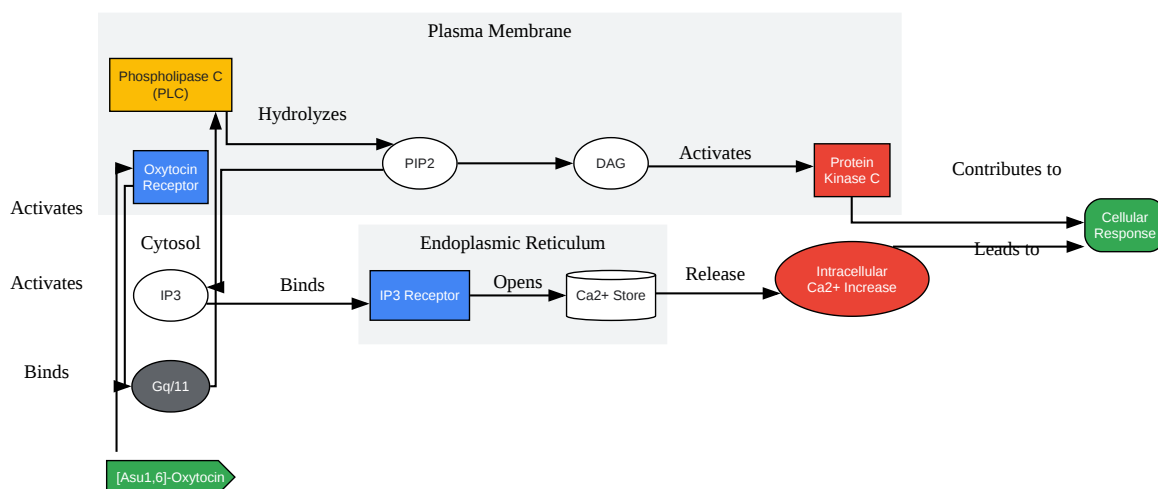 Plasma Membrane
Phospholipase C
(PLC)
Hydrolyzes
Oxytocin
Receptor
PIP2
DAG
Activates
Protein
Kinase C
Contributes to
Activates
Cellular
Response
Cytosol
Endoplasmic Reticulum
Leads to
Activates
IP3
Binds
IP3 Receptor
Opens
Ca2+ Store
Release
Intracellular
Ca2+ Increase
Binds
Gq/11
[Asu1,6]-Oxytocin